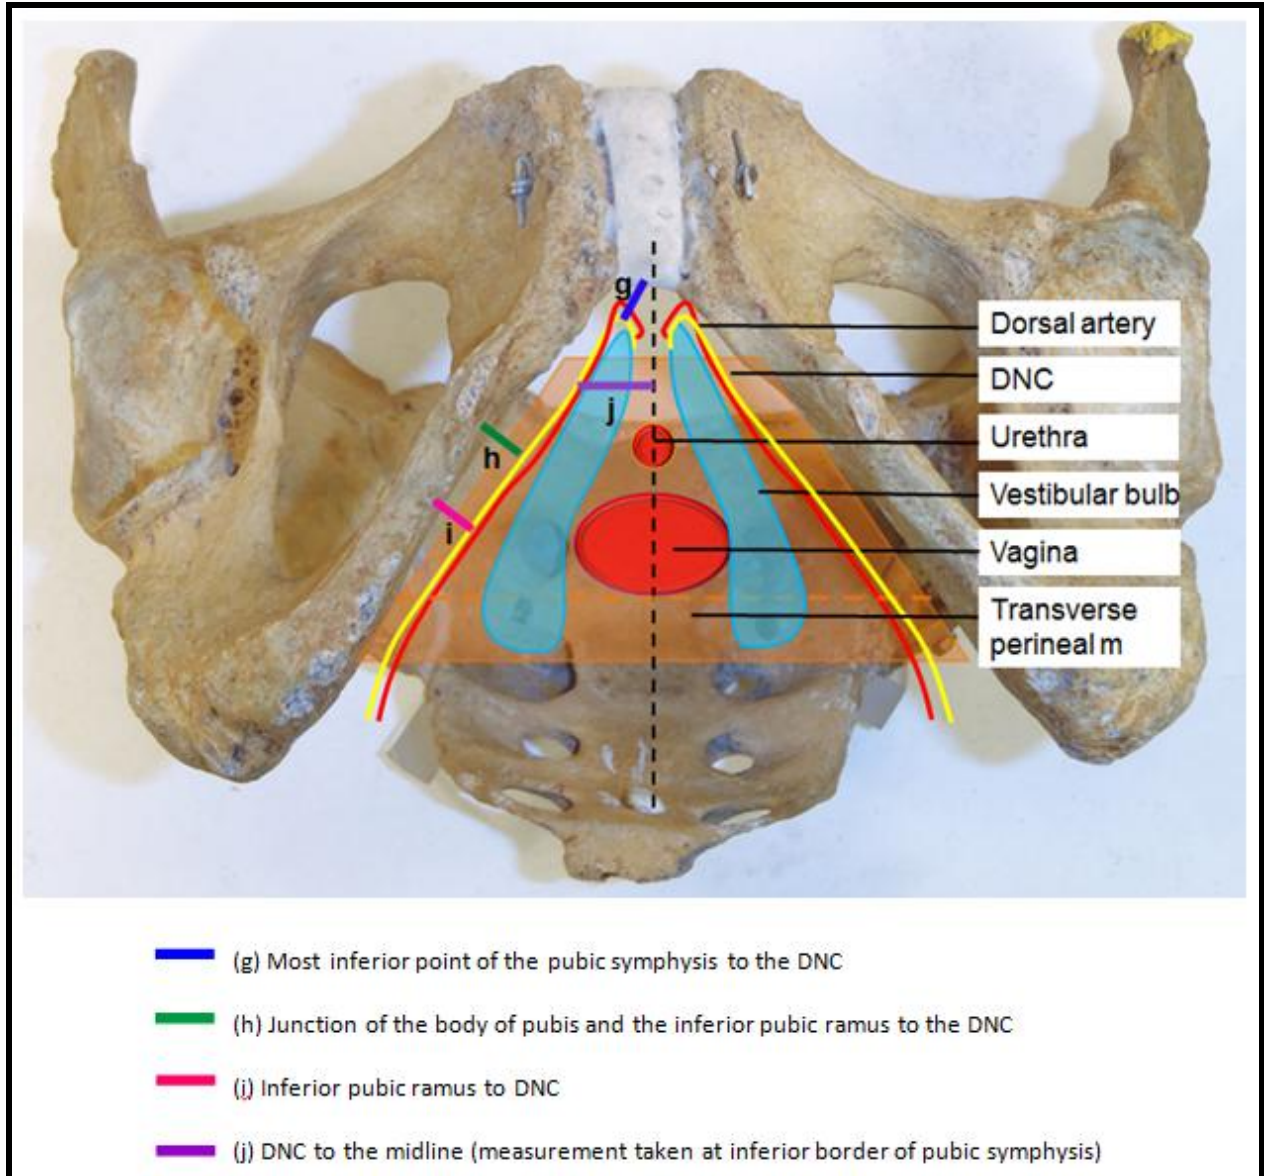 g
Dorsal artery
DNC
j
Urethra
h
Vestibular bulb
i
Vagina
Transverse
perineal m
(g) Most inferior point of the pubic symphysis to the DNC
(h) Junction of the body of pubis and the inferior pubic ramus to the DNC
(i) Inferior pubic ramus to DNC
(j) DNC to the midline (measurement taken at inferior border of pubic symphysis)